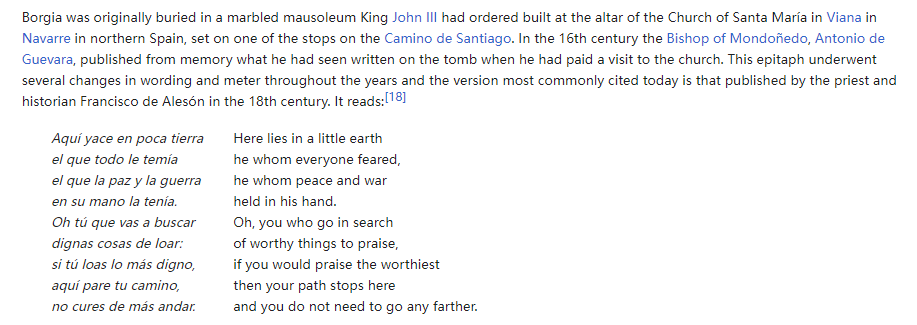 Borgia was originally buried in a marbled mausoleum King John III had ordered built at the altar of the Church of Santa María in Viana in
Navarre in northern Spain, set on one of the stops on the Camino de Santiago. In the 16th century the Bishop of Mondoñedo, Antonio de
Guevara, published from memory what he had seen written on the tomb when he had paid a visit to the church. This epitaph underwent
several changes in wording and meter throughout the years and the version most commonly cited today is that published by the priest and
historian Francisco de Alesón in the 18th century. It reads:[18]
Aquí yace en poca tierra
el que todo le temía
el que la paz y la guerra
en su mano la tenía.
Oh tú que vas a buscar
dignas cosas de loar:
si tú loas lo más digno,
aquí pare tu camino,
no cures de más andar.
Here lies in a little earth
he whom everyone feared,
he whom peace and war
held in his hand.
Oh, you who go in search
of worthy things to praise,
if you would praise the worthiest
then your path stops here
and you do not need to go any farther.